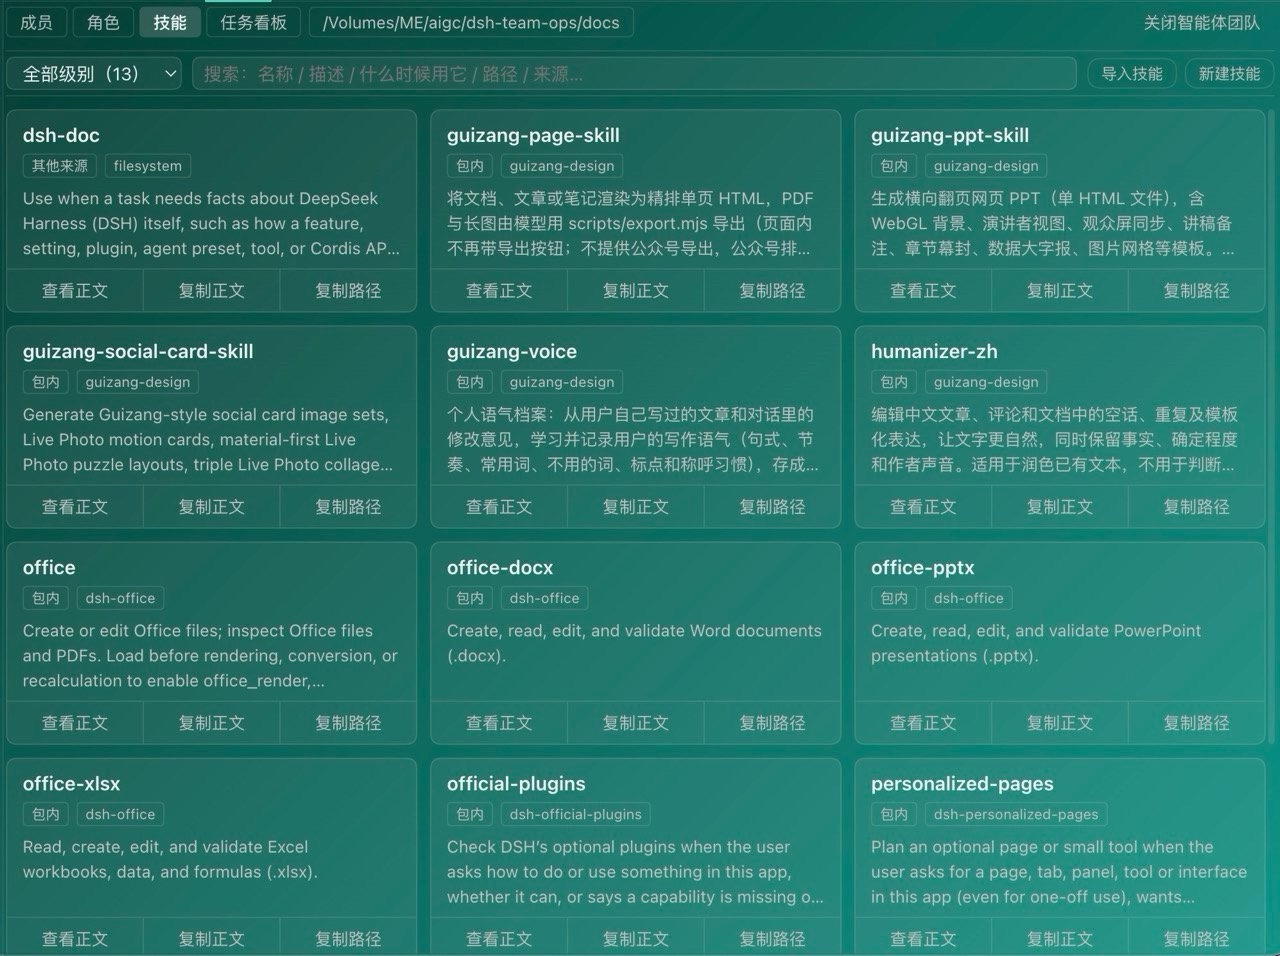 成员
角色
技能
任务看板
/Volumes/ME/aigc/dsh-team-ops/docs
关闭智能体团队
全部级别（13）
搜索：名称 / 描述 / 什么时候用它 / 路径 / 来源...
导入技能
新建技能
dsh-doc
其他来源
filesystem
Use when a task needs facts about DeepSeek
Harness (DSH) itself, such as how a feature,
setting, plugin, agent preset, tool, or Cordis AP...
查看正文
复制正文
复制路径
guizang-page-skill
包内
guizang-design
将文档、文章或笔记渲染为精排单页 HTML，PDF
与长图由模型用 scripts/export.mjs 导出（页面内
不再带导出按钮；不提供公众号导出，公众号排...
查看正文
复制正文
复制路径
guizang-ppt-skill
包内
guizang-design
生成横向翻页网页 PPT（单 HTML 文件），含
WebGL 背景、演讲者视图、观众屏同步、讲稿备
注、章节幕封、数据大字报、图片网格等模板。...
查看正文
复制正文
复制路径
guizang-social-card-skill
包内
guizang-design
Generate Guizang-style social card image sets,
Live Photo motion cards, material-first Live
Photo puzzle layouts, triple Live Photo collage...
查看正文
复制正文
复制路径
guizang-voice
包内
guizang-design
个人语气档案：从用户自己写过的文章和对话里的
修改意见，学习并记录用户的写作语气（句式、节
奏、常用词、不用的词、标点和称呼习惯），存成...
查看正文
复制正文
复制路径
humanizer-zh
包内
guizang-design
编辑中文文章、评论和文档中的空话、重复及模板
化表达，让文字更自然，同时保留事实、确定程度
和作者声音。适用于润色已有文本，不用于判断...
查看正文
复制正文
复制路径
office
包内
dsh-office
Create or edit Office files; inspect Office files
and PDFs. Load before rendering, conversion, or
recalculation to enable office_render,...
查看正文
复制正文
复制路径
office-docx
包内
dsh-office
Create, read, edit, and validate Word documents
(.docx).
查看正文
复制正文
复制路径
office-pptx
包内
dsh-office
Create, read, edit, and validate PowerPoint
presentations (.pptx).
查看正文
复制正文
复制路径
office-xlsx
包内
dsh-office
Read, create, edit, and validate Excel
workbooks, data, and formulas (.xlsx).
查看正文
复制正文
复制路径
official-plugins
包内
dsh-official-plugins
Check DSH's optional plugins when the user
asks how to do or use something in this app,
whether it can, or says a capability is missing o...
查看正文
复制正文
复制路径
personalized-pages
包内
dsh-personalized-pages
Plan an optional page or small tool when the
user asks for a page, tab, panel, tool or interface
in this app (even for one-off use), wants...
查看正文
复制正文
复制路径